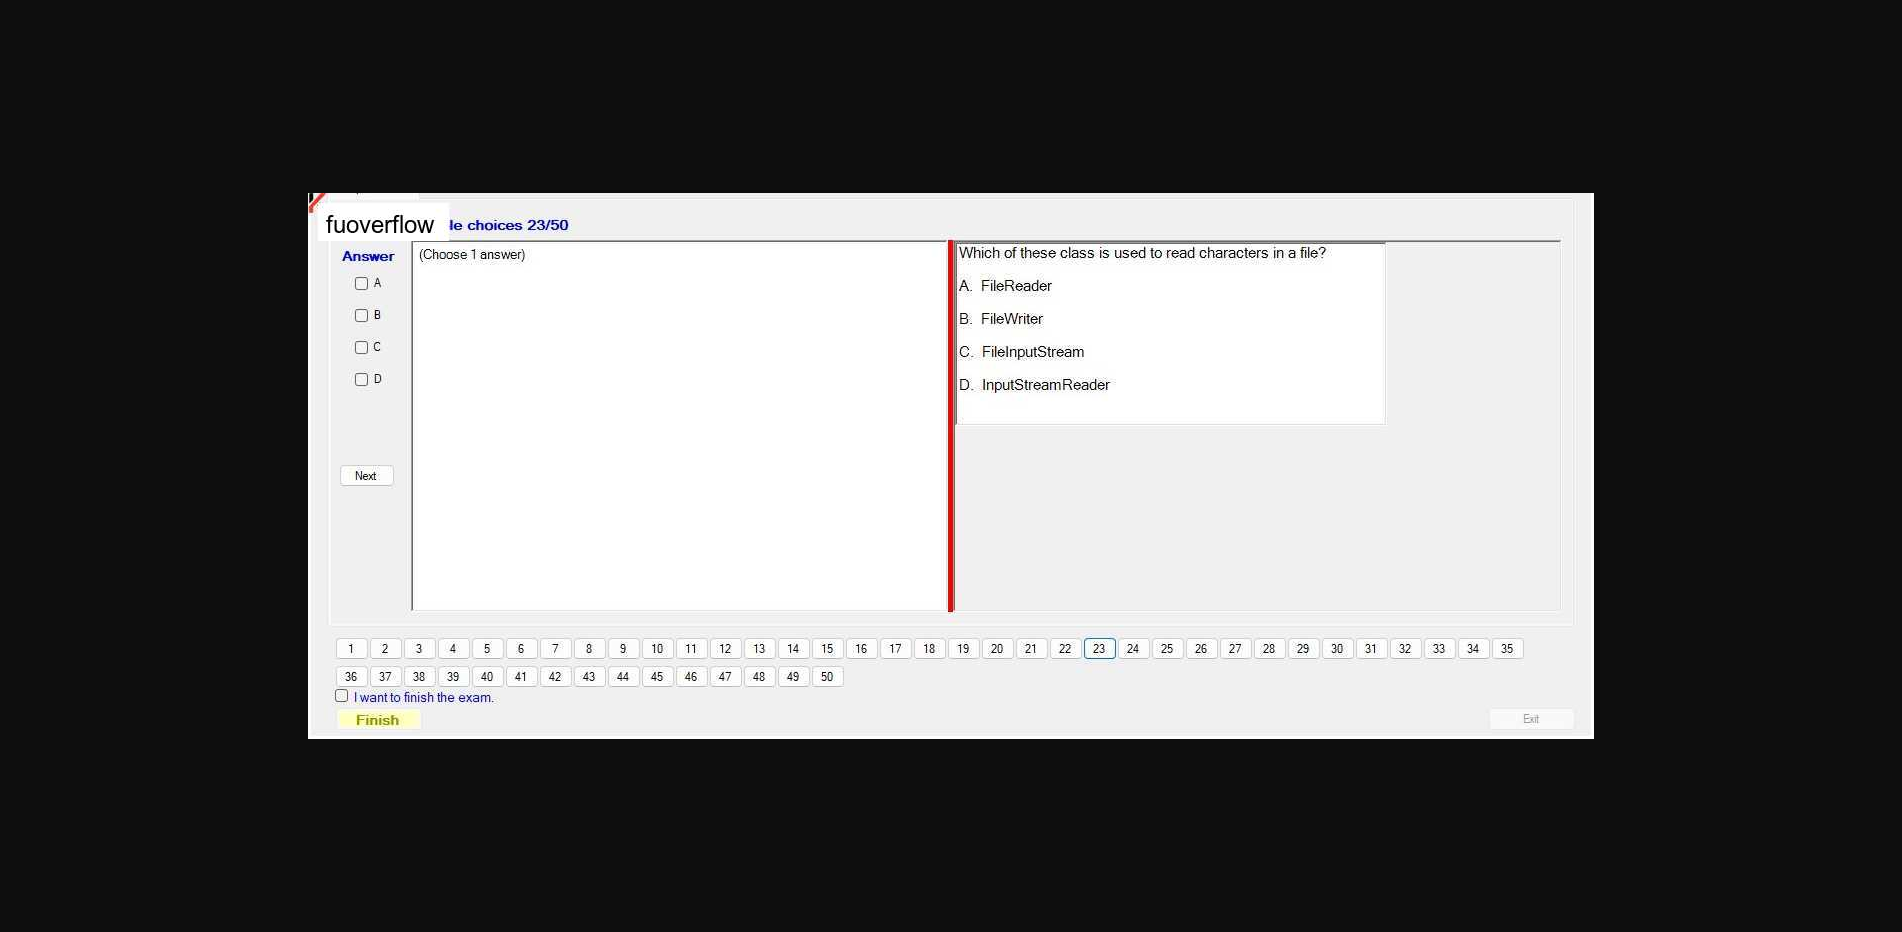 fuoverflow
le choices 23/50
Answer
(Choose 1 answer)
A
B
C
D
Next
Which of these class is used to read characters in a file?
A. FileReader
B. FileWriter
C. FileInputStream
D. InputStreamReader
1 2 3 4 5 6 7 8 9 10 11 12 13 14 15 16 17 18 19 20 21 22 23 24 25 26 27 28 29 30 31 32 33 34 35
36 37 38 39 40 41 42 43 44 45 46 47 48 49 50
I want to finish the exam.
Finish
Exit